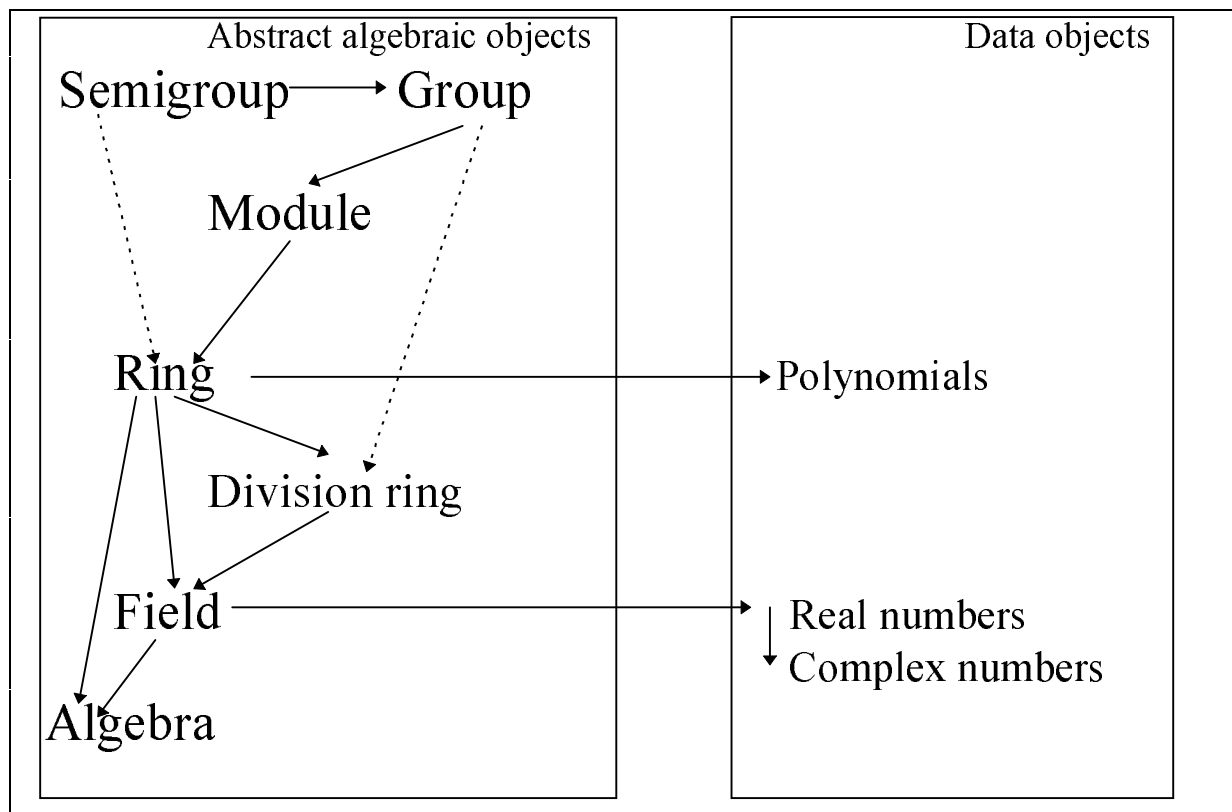 Abstract algebraic objects
Data objects
Semigroup
Group
Module
Ring
Polynomials
Division ring
Field
Real numbers
Complex numbers
Algebra